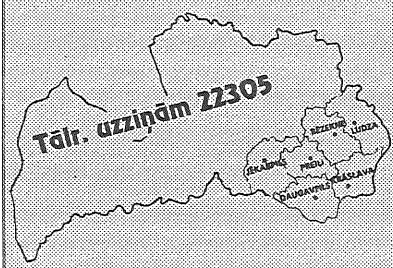 Tālr. uzziņām 22305
RĒZEKNE
LUDZA
JĒKABPILS
PREIĻI
KRĀSLAVA
DAUGAVPILS